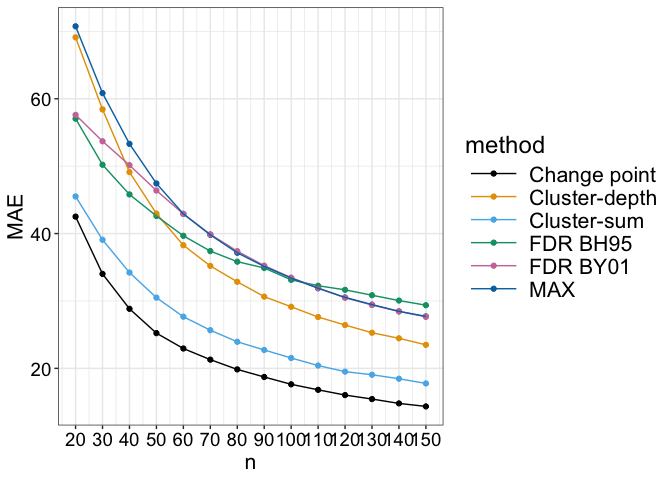 MAE
60
40
20
20 30 40 50 60 70 80 90 100 110 120 130 140 150
n
method
Change point
Cluster-depth
Cluster-sum
FDR BH95
FDR BY01
MAX